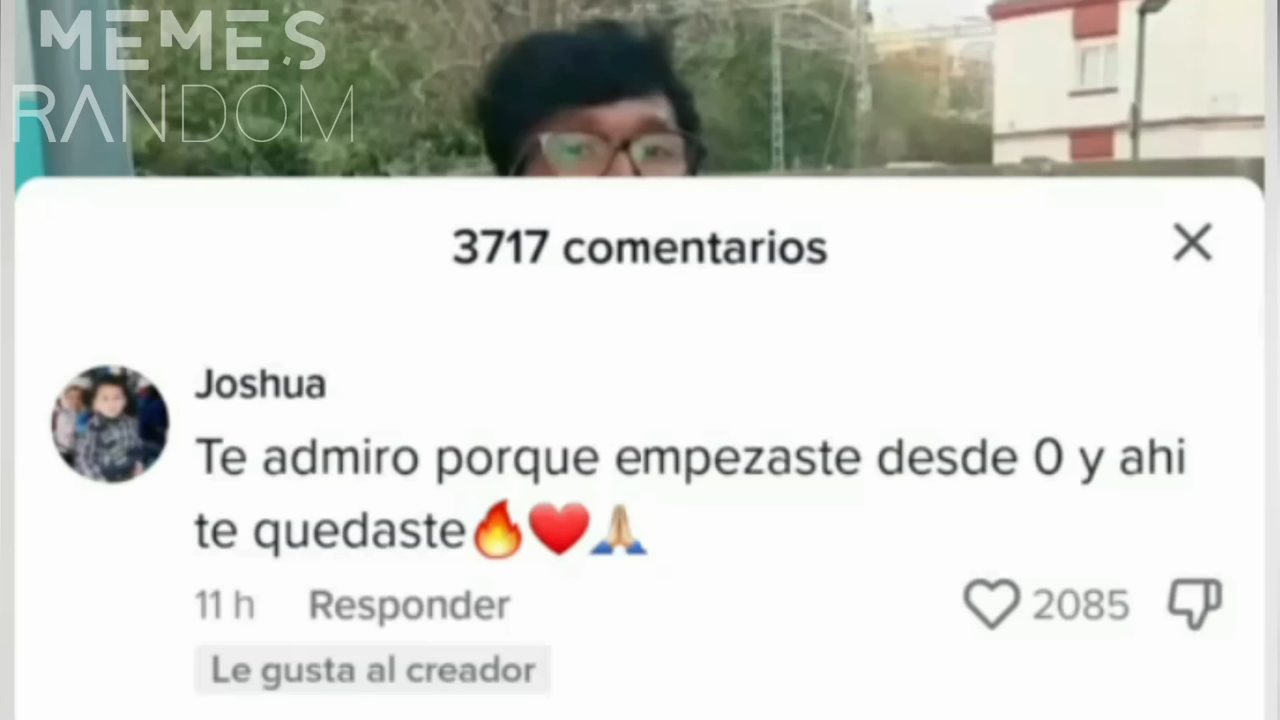 MEMES
RANDOM
3717 comentarios
Joshua
Te admiro porque empezaste desde 0 y ahi
te quedaste🔥❤️🙏🏼
11 h Responder 2085
Le gusta al creador